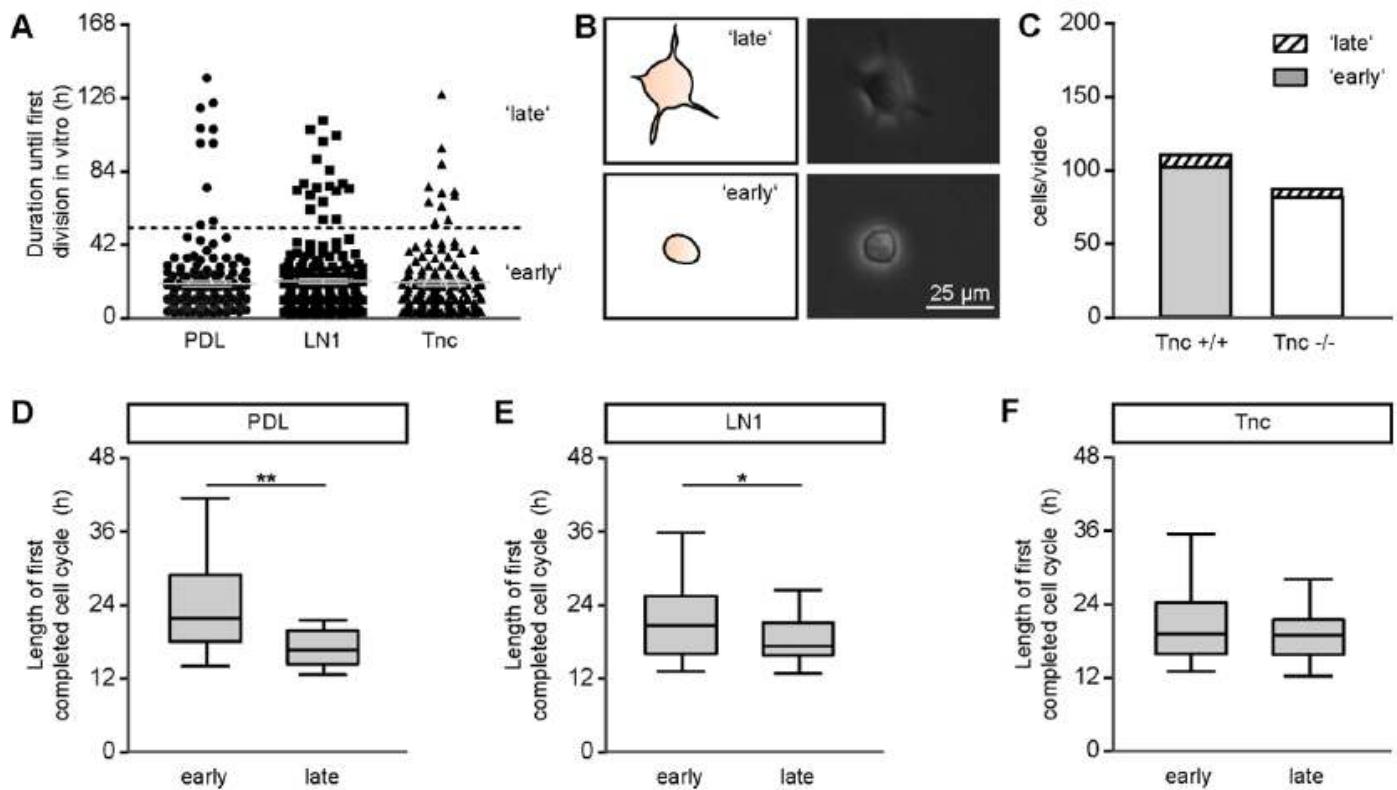 A
Duration until first
division in vitro (h)
168
126
84
42
0
‘late‘
‘early‘
PDL
LN1
Tnc
B
‘late‘
‘early‘
25 µm
C
cells/video
200
150
100
50
0
‘late‘
‘early‘
Tnc +/+
Tnc -/-
D
PDL
Length of first
completed cell cycle (h)
48
36
24
12
0
**
early
late
E
LN1
Length of first
completed cell cycle (h)
48
36
24
12
0
*
early
late
F
Tnc
Length of first
completed cell cycle (h)
48
36
24
12
0
early
late